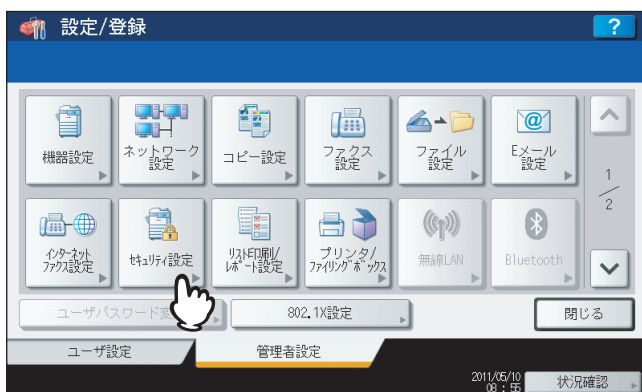 設定/登録
?
機器設定
ネットワーク
設定
コピー設定
ファクス
設定
ファイル
設定
Eメール
設定
1
2
インターネット
ファクス設定
セキュリティ設定
リスト印刷/
レポート設定
プリンタ/
ファイリングボックス
無線LAN
Bluetooth
ユーザパスワード変
802.1X設定
閉じる
ユーザ設定
管理者設定
2011/05/10
08:55
状況確認